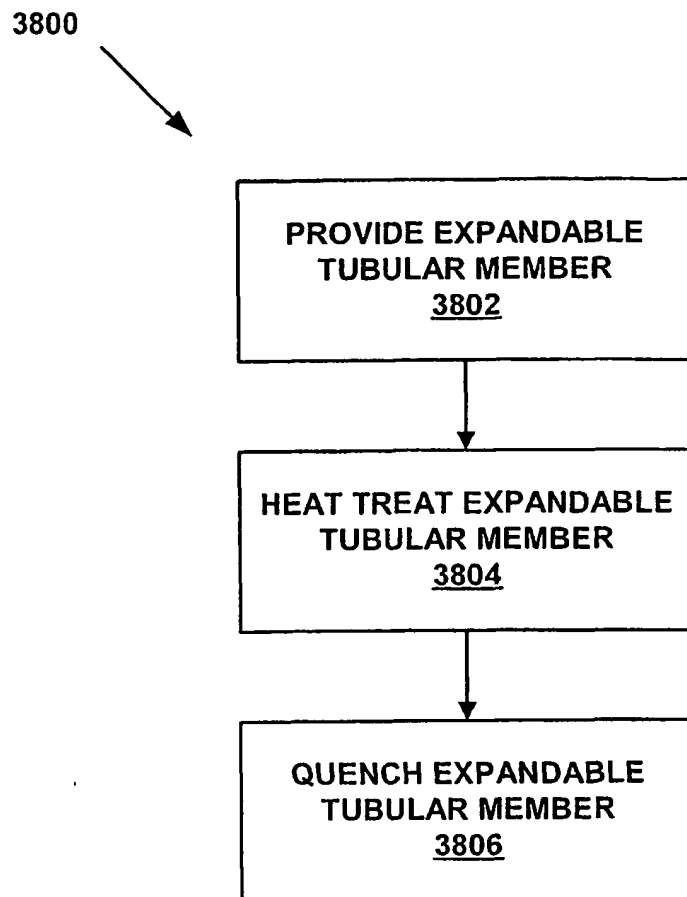 3800
PROVIDE EXPANDABLE
TUBULAR MEMBER
3802
HEAT TREAT EXPANDABLE
TUBULAR MEMBER
3804
QUENCH EXPANDABLE
TUBULAR MEMBER
3806